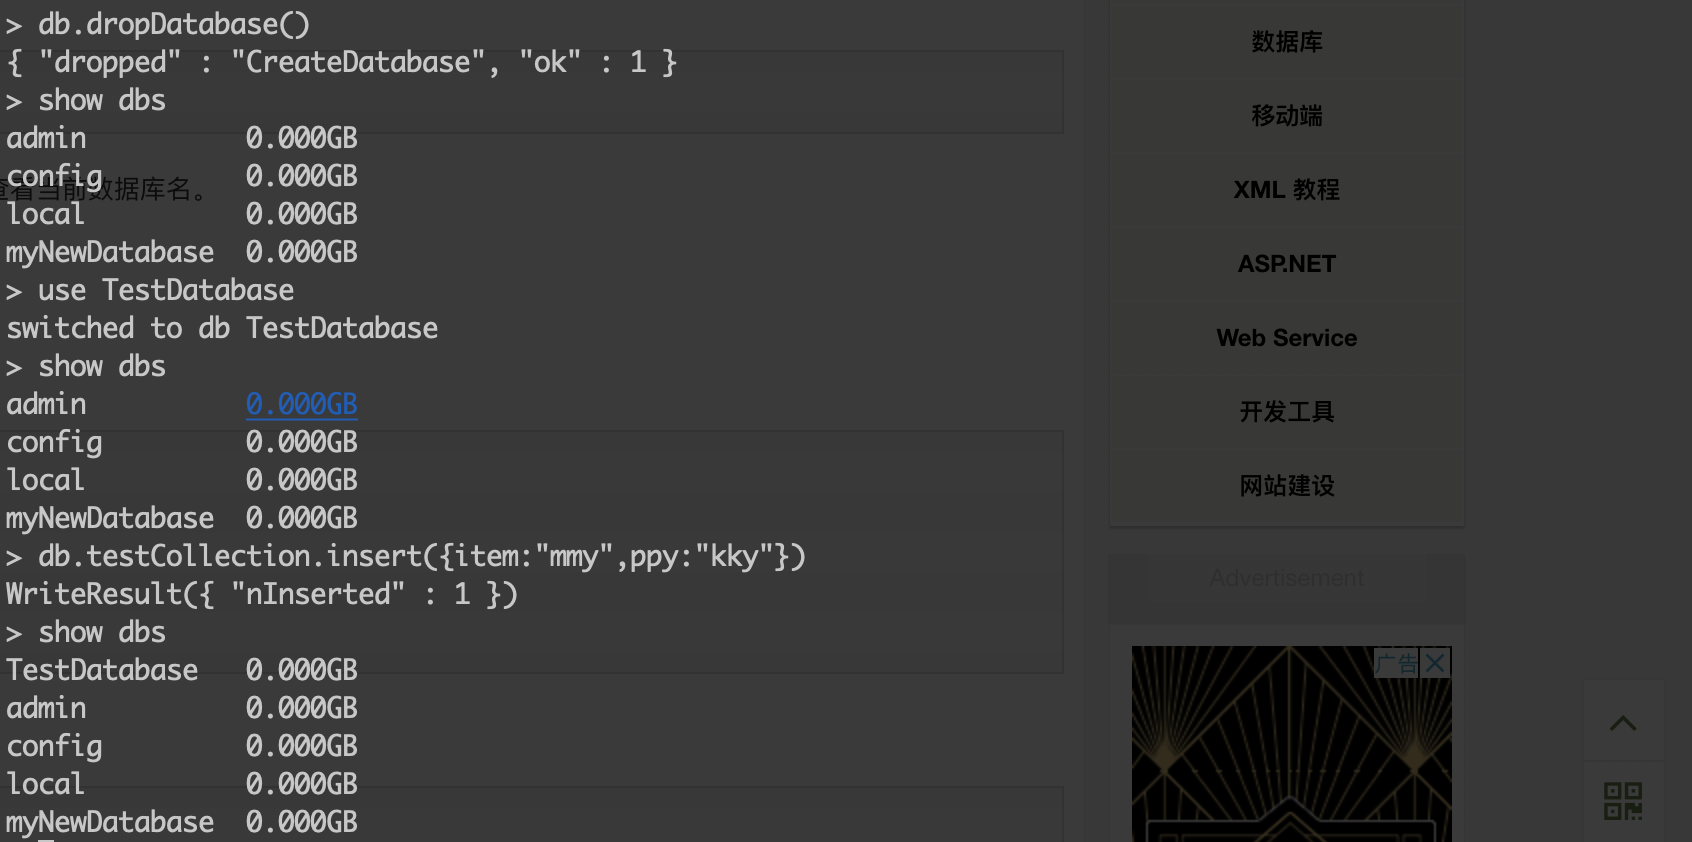 > db.dropDatabase()
{ "dropped" : "CreateDatabase", "ok" : 1 }
> show dbs
admin 0.000GB
config 0.000GB
查看当前数据库名。
local 0.000GB
myNewDatabase 0.000GB
> use TestDatabase
switched to db TestDatabase
> show dbs
admin 0.000GB
config 0.000GB
local 0.000GB
myNewDatabase 0.000GB
> db.testCollection.insert({item:"mmy",ppy:"kky"})
WriteResult({ "nInserted" : 1 })
> show dbs
TestDatabase 0.000GB
admin 0.000GB
config 0.000GB
local 0.000GB
myNewDatabase 0.000GB
数据库
移动端
XML 教程
ASP.NET
Web Service
开发工具
网站建设
Advertisement
广告